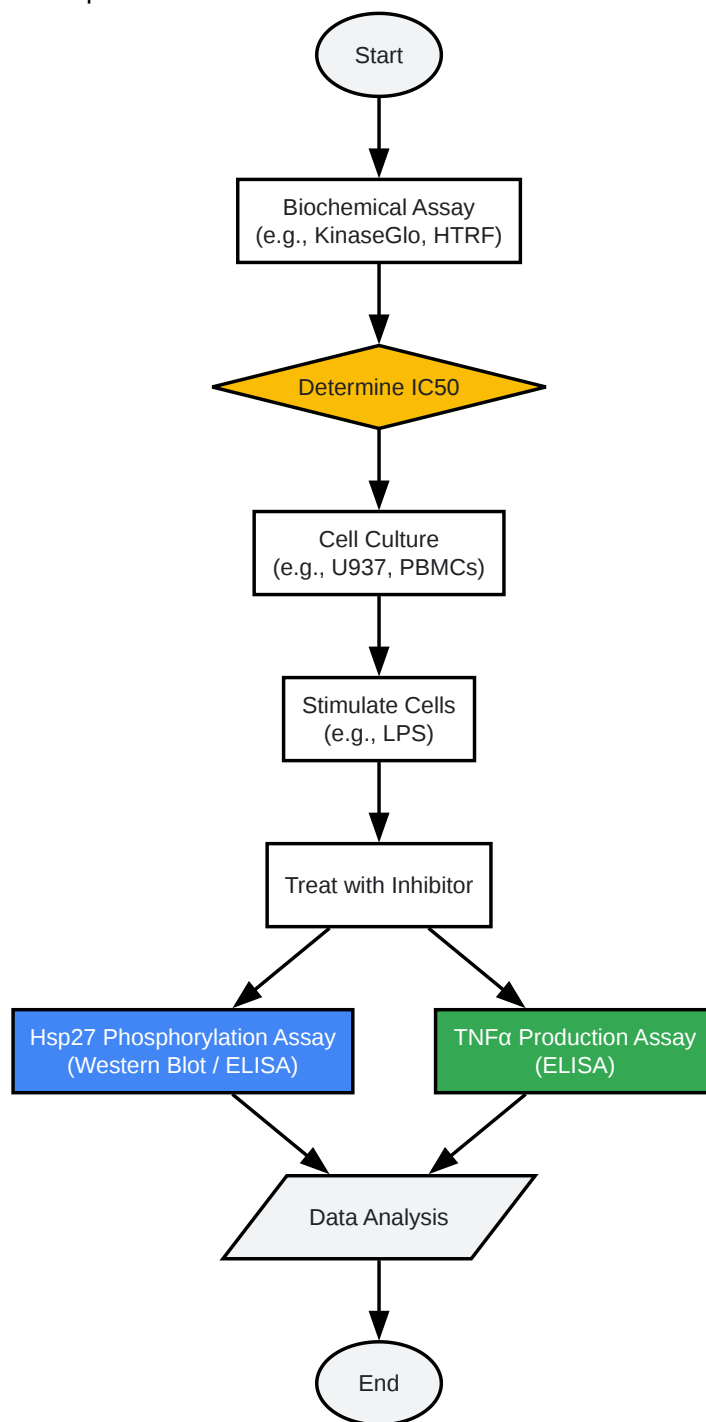 Start
Biochemical Assay
(e.g., KinaseGlo, HTRF)
Determine IC50
Cell Culture
(e.g., U937, PBMCs)
Stimulate Cells
(e.g., LPS)
Treat with Inhibitor
Hsp27 Phosphorylation Assay
(Western Blot / ELISA)
TNFα Production Assay
(ELISA)
Data Analysis
End